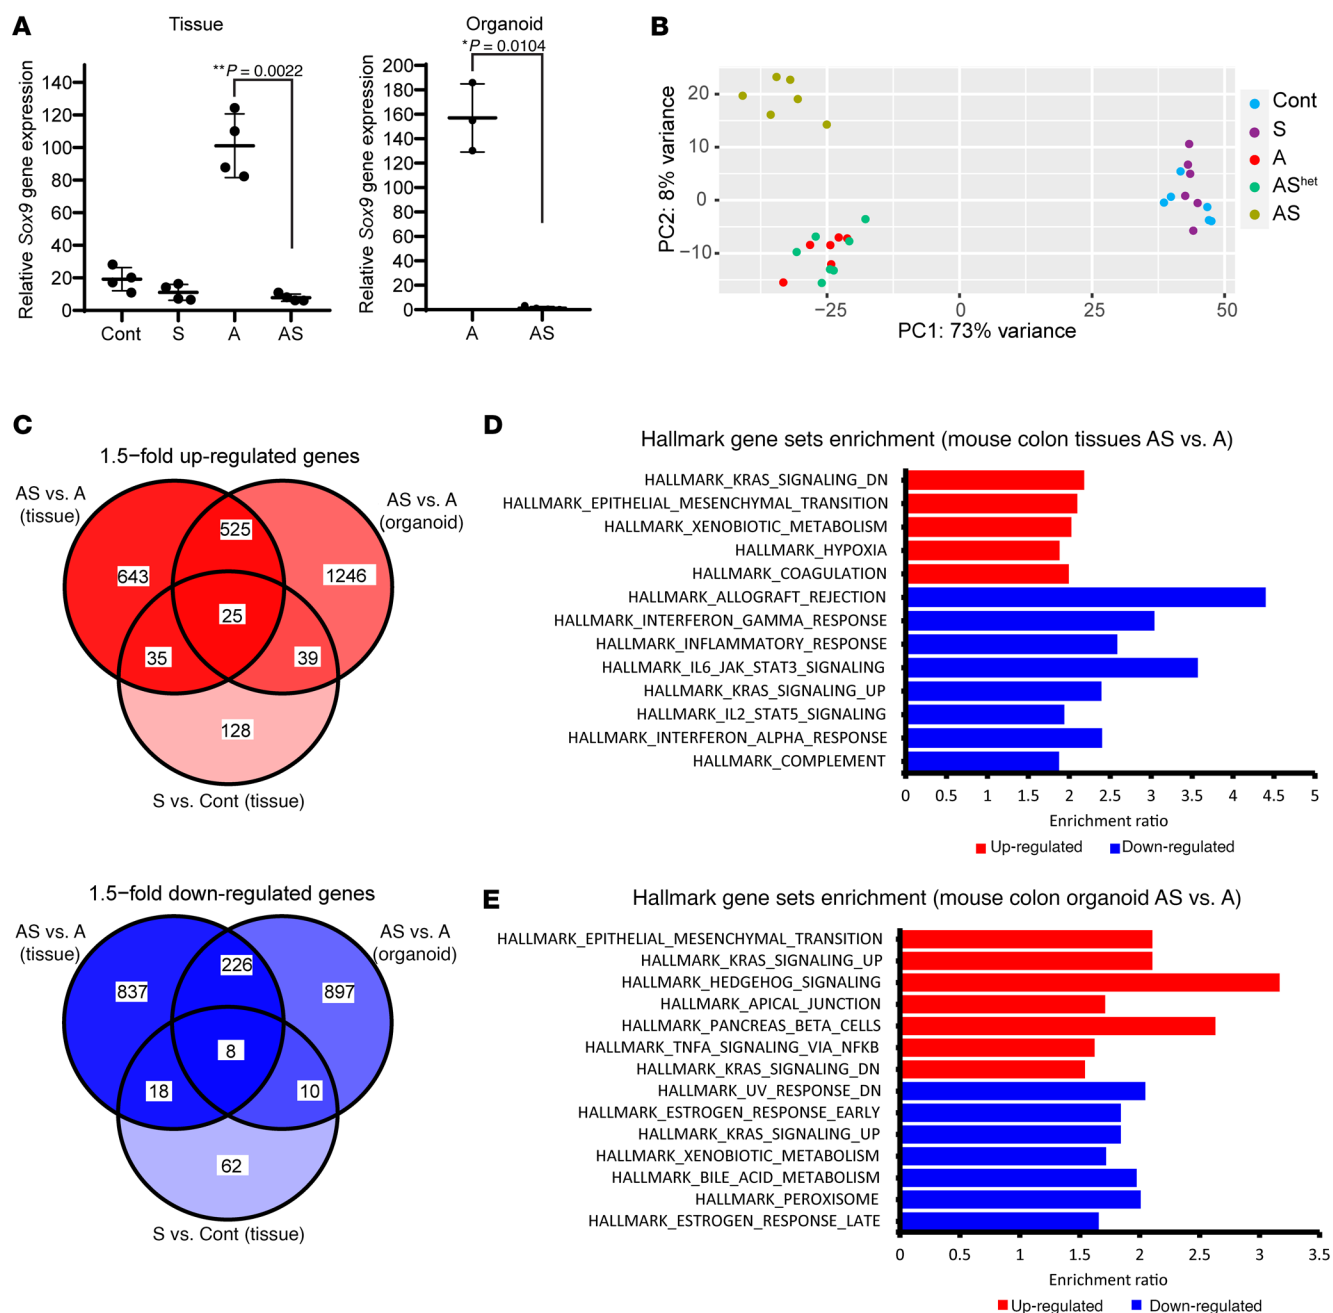 A
Tissue
Organoid
**P = 0.0022
*P = 0.0104
Relative Sox9 gene expression
140
120
100
80
60
40
20
0
Cont
S
A
AS
Relative Sox9 gene expression
200
180
160
140
120
100
80
60
40
20
0
A
AS
B
PC2: 8% variance
20
10
0
−10
−25
0
25
50
PC1: 73% variance
Cont
S
A
AShet
AS
C
1.5−fold up-regulated genes
AS vs. A
(tissue)
AS vs. A
(organoid)
525
643
1246
25
35
39
128
S vs. Cont (tissue)
1.5−fold down-regulated genes
AS vs. A
(tissue)
AS vs. A
(organoid)
226
837
897
8
18
10
62
S vs. Cont (tissue)
D
Hallmark gene sets enrichment (mouse colon tissues AS vs. A)
HALLMARK_KRAS_SIGNALING_DN
HALLMARK_EPITHELIAL_MESENCHYMAL_TRANSITION
HALLMARK_XENOBIOTIC_METABOLISM
HALLMARK_HYPOXIA
HALLMARK_COAGULATION
HALLMARK_ALLOGRAFT_REJECTION
HALLMARK_INTERFERON_GAMMA_RESPONSE
HALLMARK_INFLAMMATORY_RESPONSE
HALLMARK_IL6_JAK_STAT3_SIGNALING
HALLMARK_KRAS_SIGNALING_UP
HALLMARK_IL2_STAT5_SIGNALING
HALLMARK_INTERFERON_ALPHA_RESPONSE
HALLMARK_COMPLEMENT
0 0.5 1 1.5 2 2.5 3 3.5 4 4.5 5
Enrichment ratio
Up-regulated Down-regulated
E
Hallmark gene sets enrichment (mouse colon organoid AS vs. A)
HALLMARK_EPITHELIAL_MESENCHYMAL_TRANSITION
HALLMARK_KRAS_SIGNALING_UP
HALLMARK_HEDGEHOG_SIGNALING
HALLMARK_APICAL_JUNCTION
HALLMARK_PANCREAS_BETA_CELLS
HALLMARK_TNFA_SIGNALING_VIA_NFKB
HALLMARK_KRAS_SIGNALING_DN
HALLMARK_UV_RESPONSE_DN
HALLMARK_ESTROGEN_RESPONSE_EARLY
HALLMARK_KRAS_SIGNALING_UP
HALLMARK_XENOBIOTIC_METABOLISM
HALLMARK_BILE_ACID_METABOLISM
HALLMARK_PEROXISOME
HALLMARK_ESTROGEN_RESPONSE_LATE
0 0.5 1 1.5 2 2.5 3 3.5
Enrichment ratio
Up-regulated Down-regulated